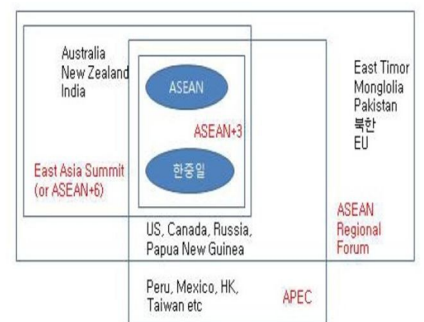 Australia
New Zealand
India
ASEAN
ASEAN+3
한중일
East Asia Summit
(or ASEAN+6)
East Timor
Monglolia
Pakistan
북한
EU
ASEAN
Regional
Forum
US, Canada, Russia,
Papua New Guinea
Peru, Mexico, HK,
Taiwan etc
APEC